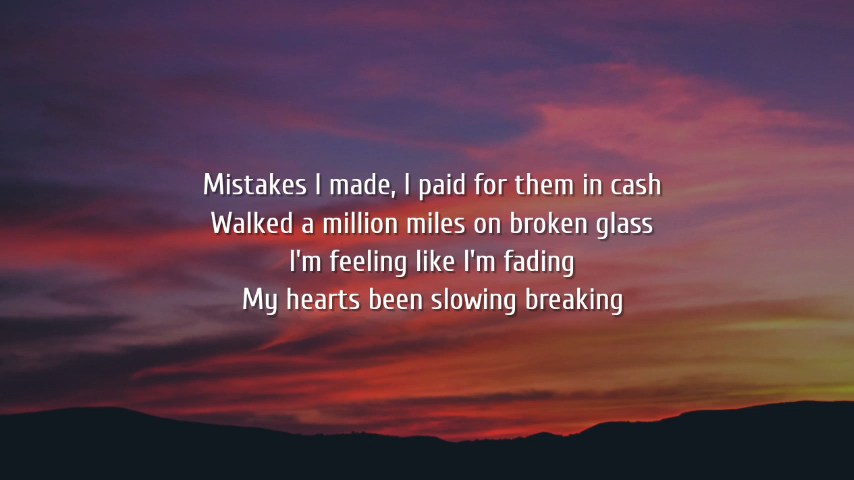 Mistakes I made, I paid for them in cash
Walked a million miles on broken glass
I'm feeling like I'm fading
My hearts been slowing breaking